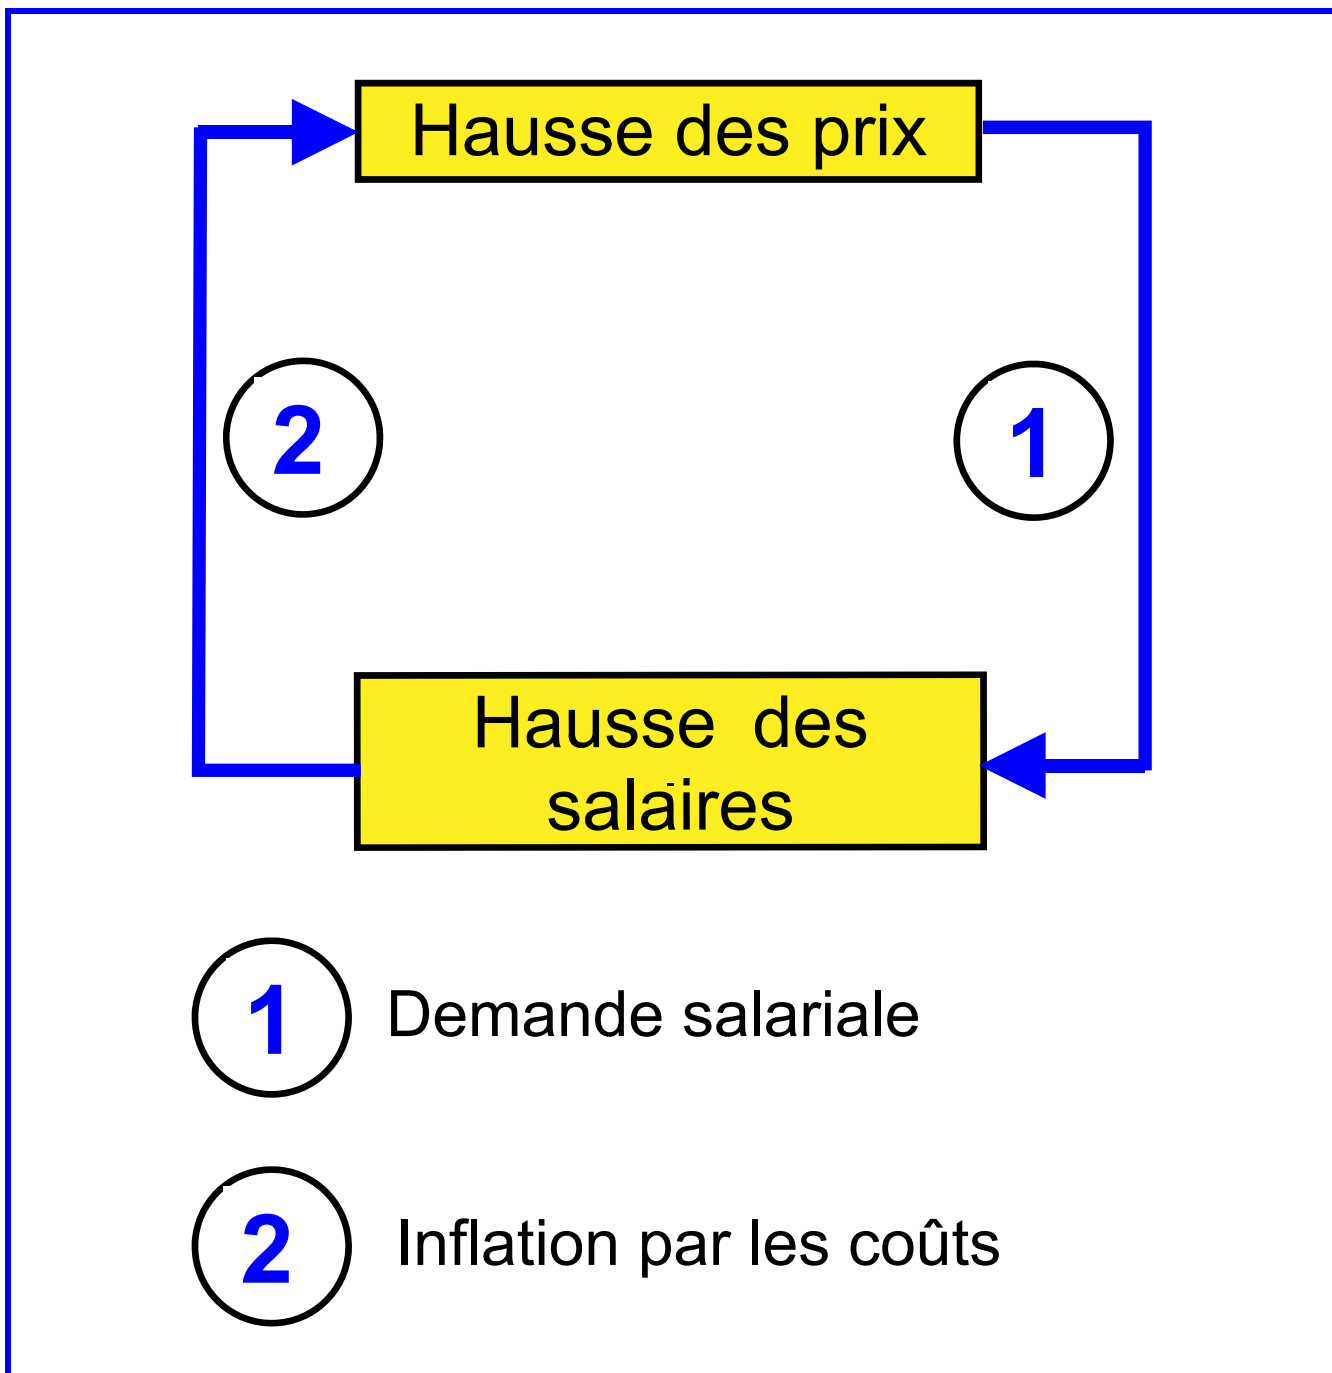 Hausse des prix
2
1
Hausse des
salaires
1 Demande salariale
2 Inflation par les coûts